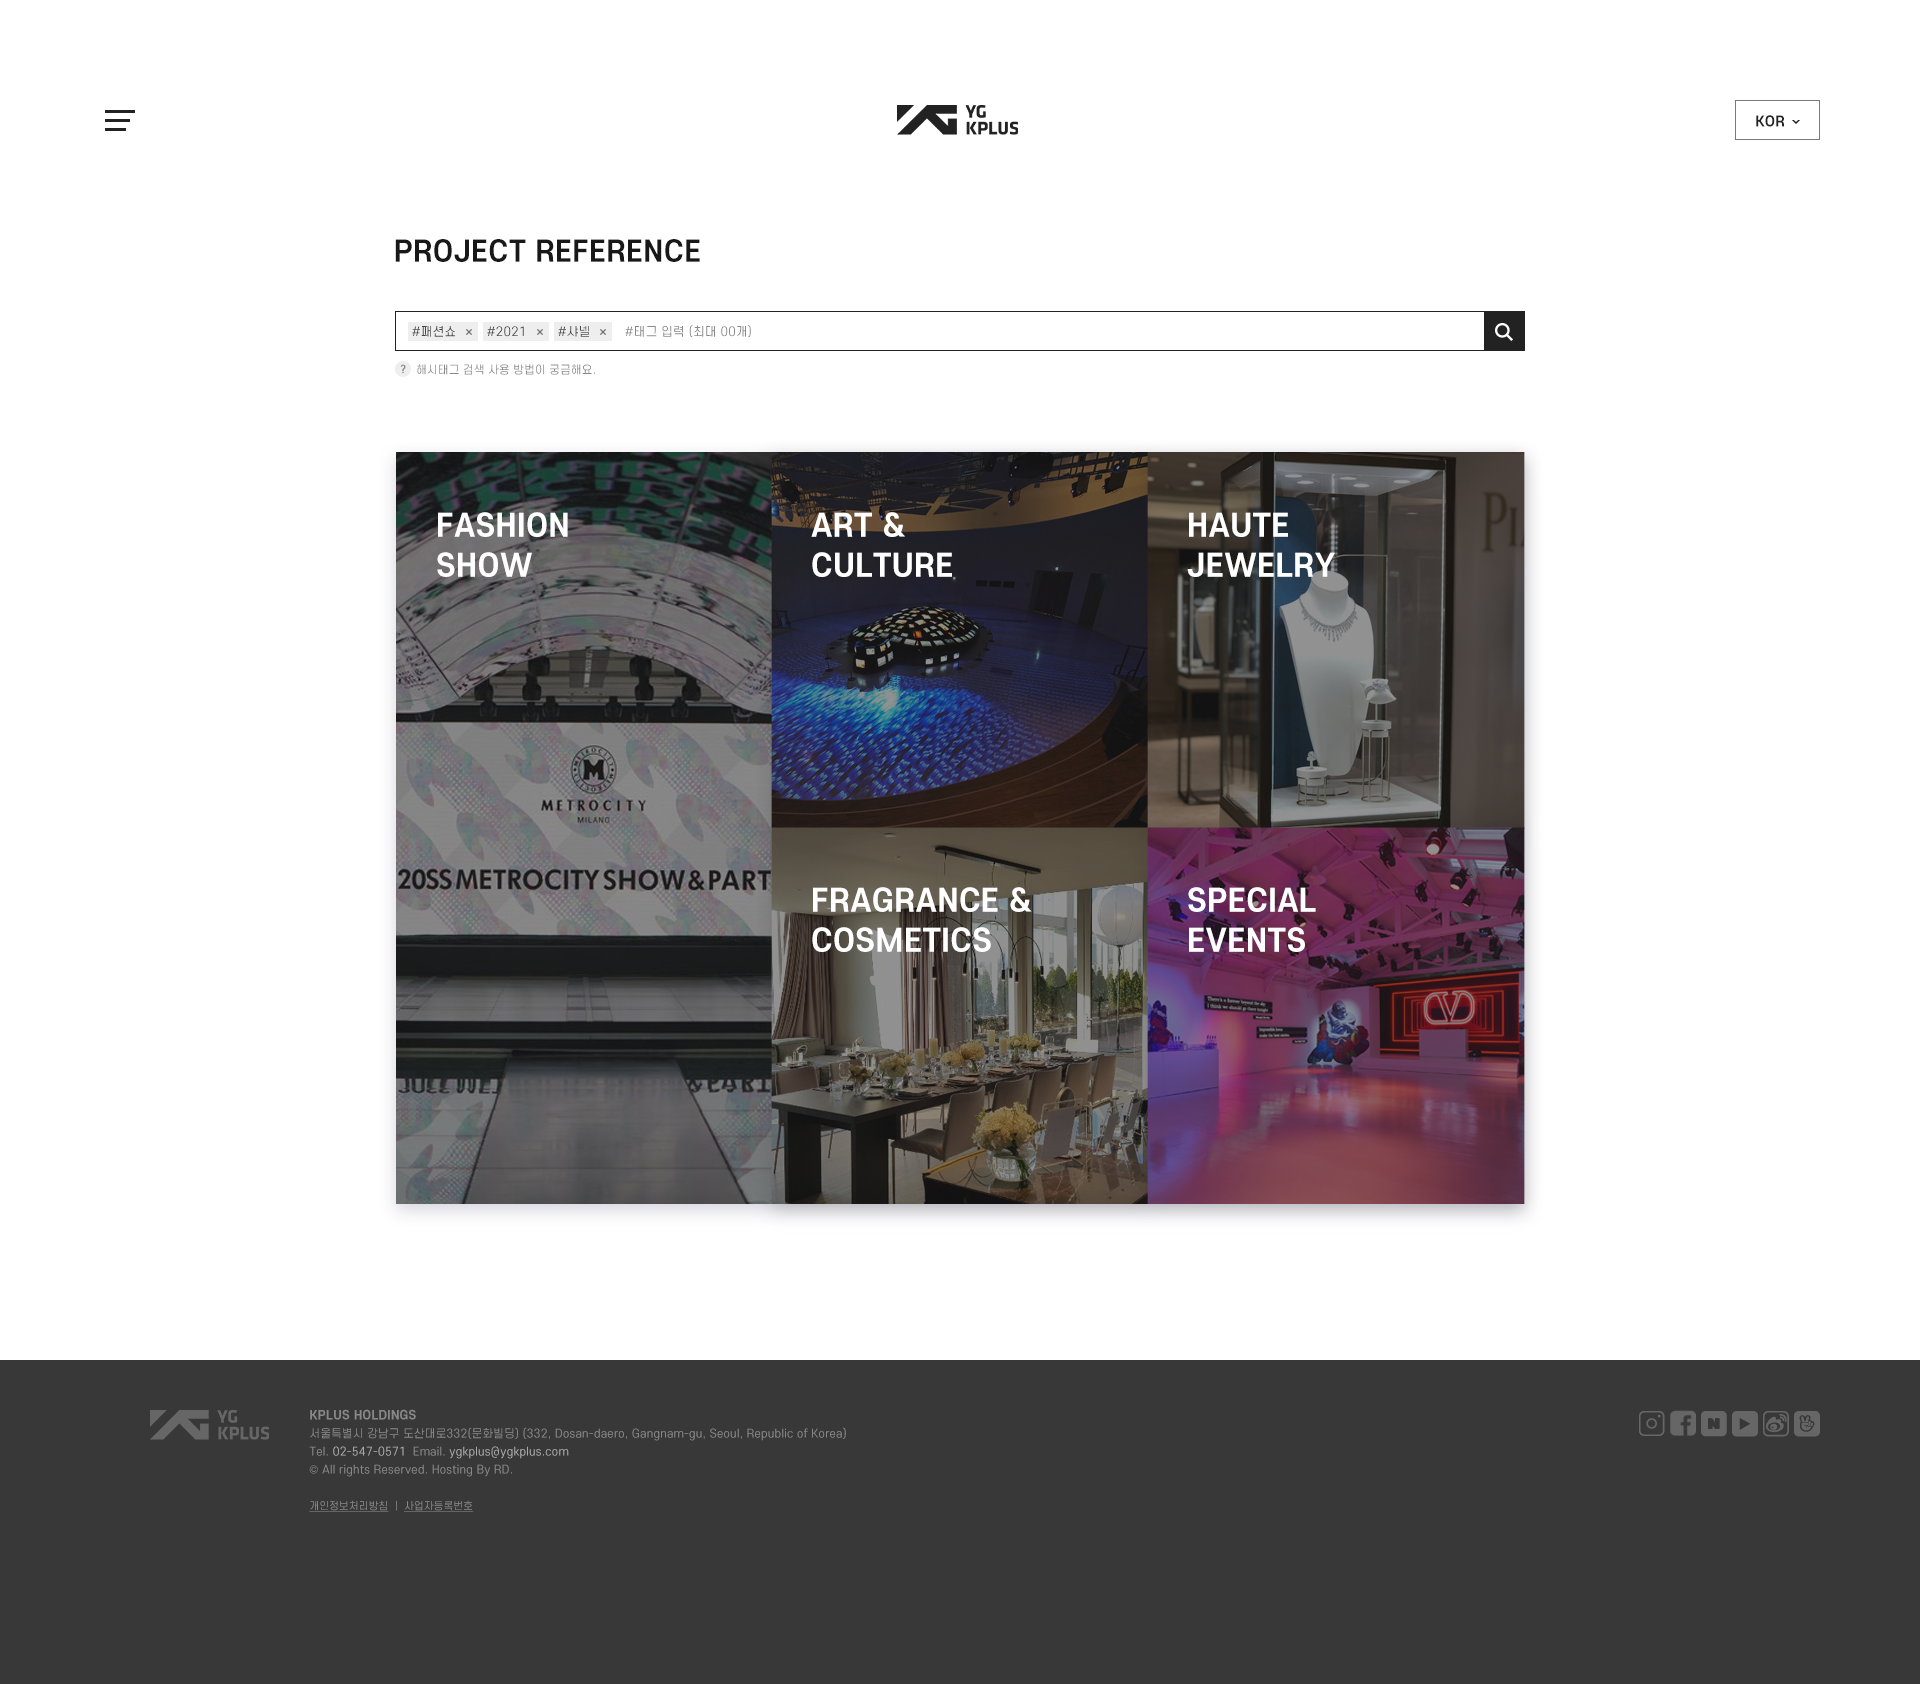 YG
KPLUS
KOR
PROJECT REFERENCE
#패션쇼 × #2021 × #샤넬 × #태그 입력 (최대 00개)
? 해시태그 검색 사용 방법이 궁금해요.
FASHION
SHOW
METROCITY
MILANO
20SS METROCITY SHOW & PART
ART &
CULTURE
HAUTE
JEWELRY
FRAGRANCE &
COSMETICS
SPECIAL
EVENTS
YG
KPLUS
KPLUS HOLDINGS
서울특별시 강남구 도산대로332(문화빌딩) (332, Dosan-daero, Gangnam-gu, Seoul, Republic of Korea)
Tel. 02-547-0571 Email. ygkplus@ygkplus.com
© All rights Reserved. Hosting By RD.
개인정보처리방침 | 사업자등록번호